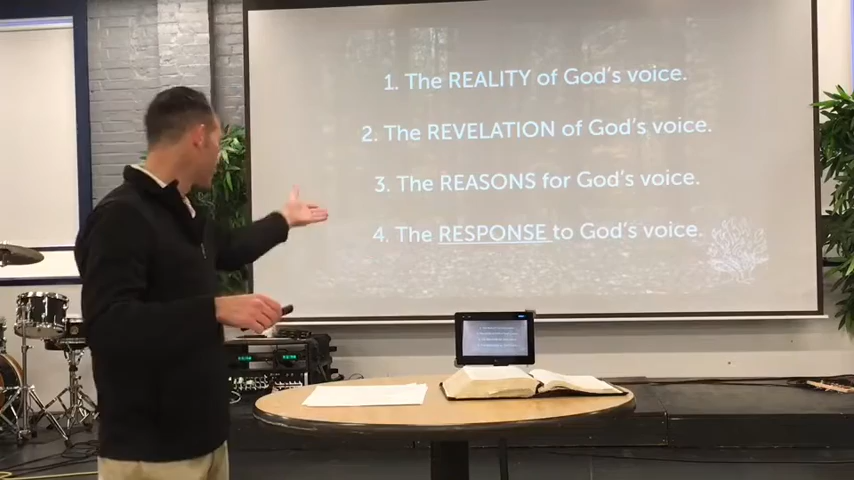 1. The REALITY of God's voice.
2. The REVELATION of God's voice.
3. The REASONS for God's voice.
4. The RESPONSE to God's voice.